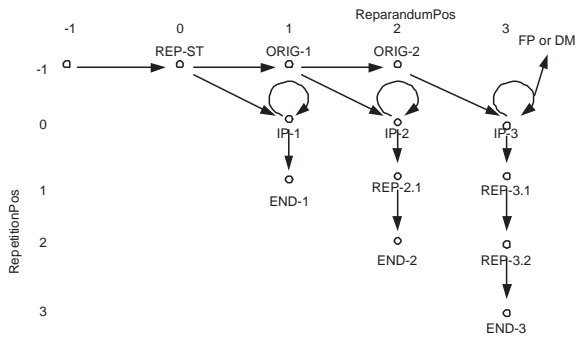 ReparandumPos
-1 0 1 2 3
REP-ST ORIG-1 ORIG-2 FP or DM
-1
0 IP-1 IP-2 IP-3
1 REP-2.1 REP-3.1
END-1
RepetitionPos
2 END-2 REP-3.2
3
END-3